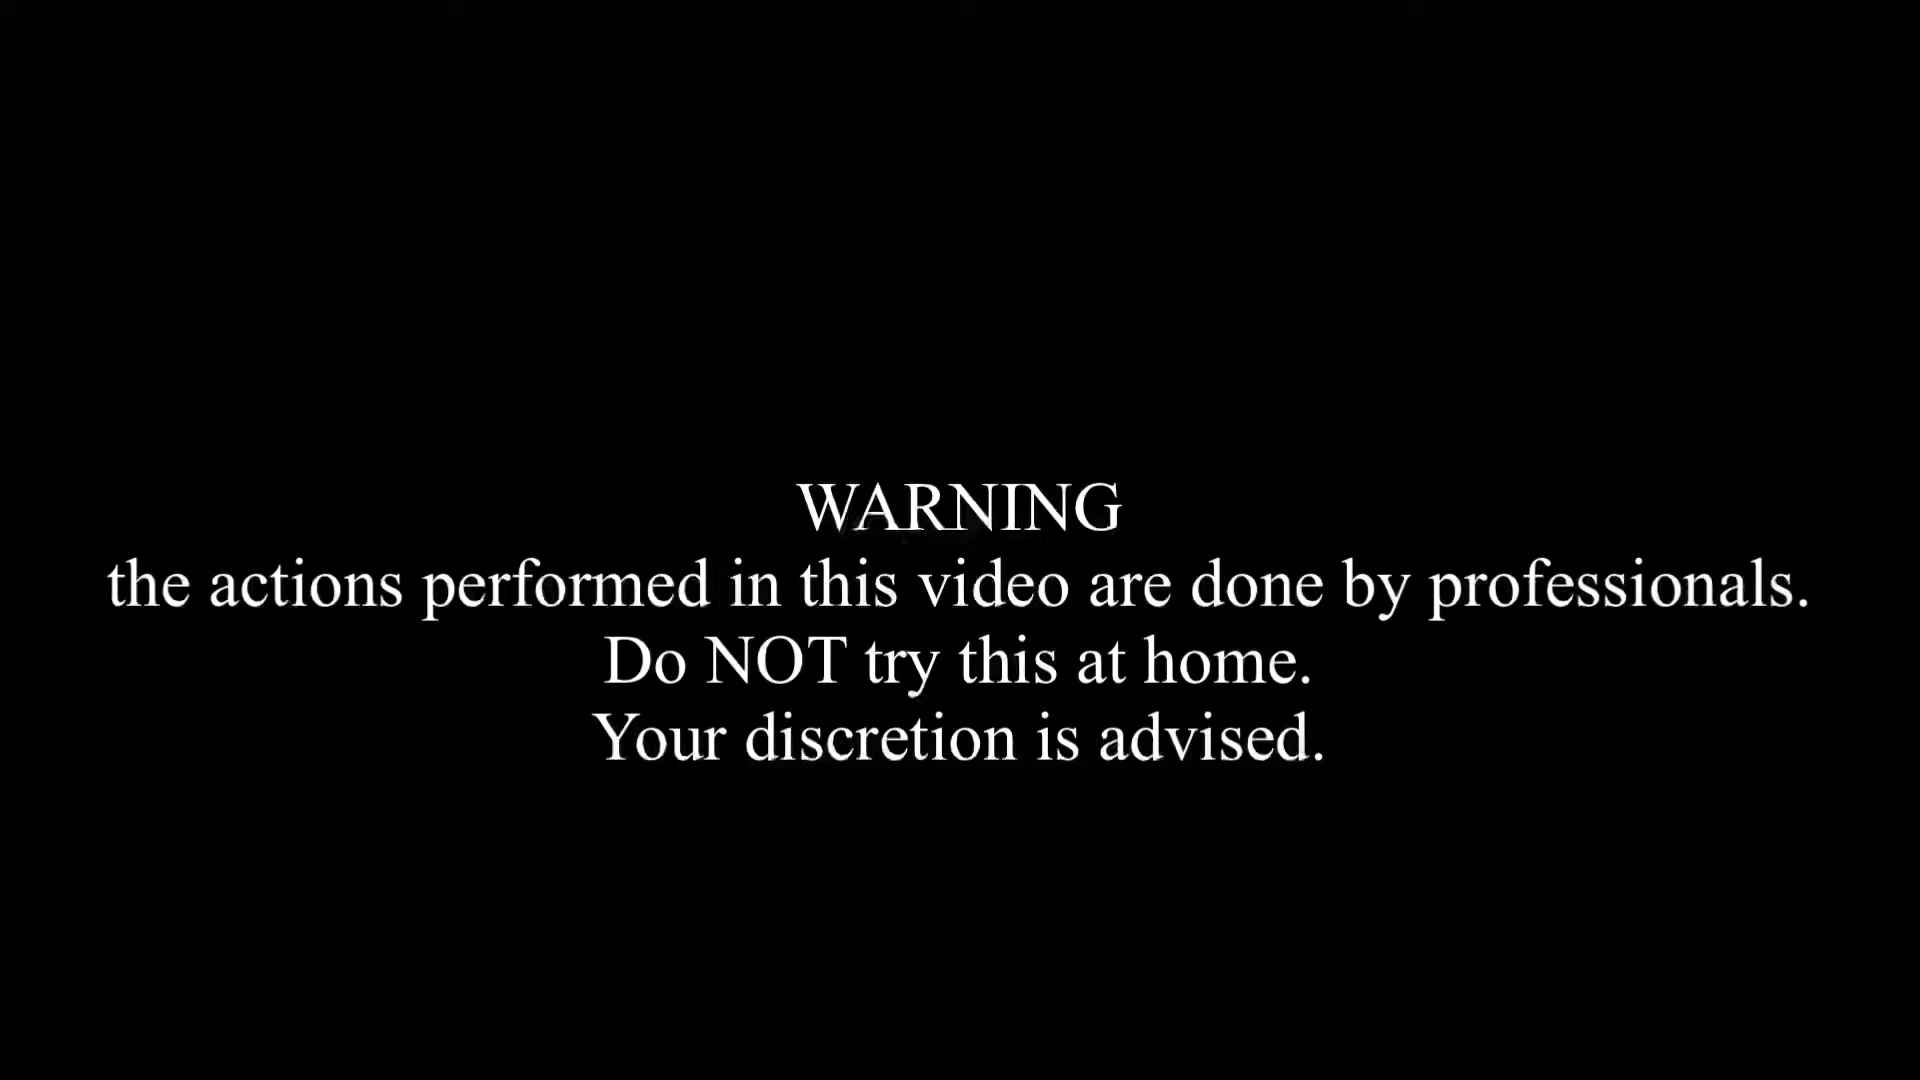 WARNING
the actions performed in this video are done by professionals.
Do NOT try this at home.
Your discretion is advised.